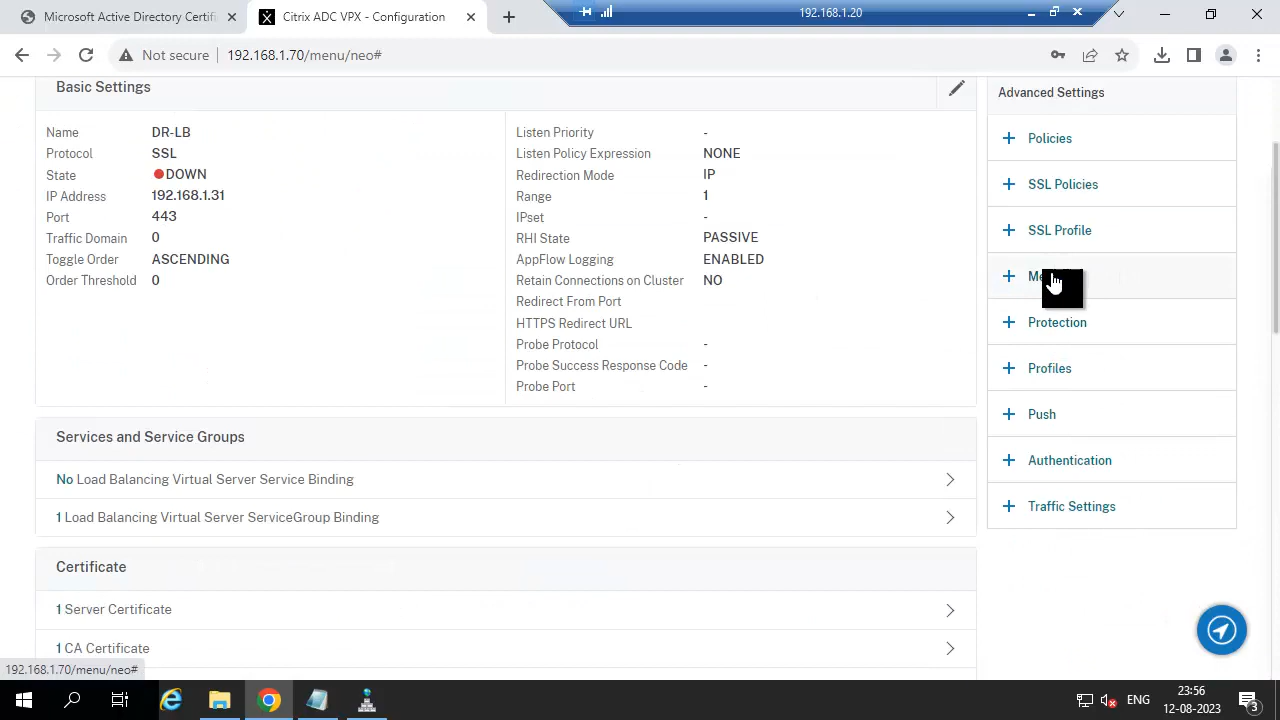 Microsoft Active Directory Certifi
Citrix ADC VPX - Configuration
192.168.1.20
Not secure
192.168.1.70/menu/neo#
Basic Settings
Name DR-LB
Protocol SSL
State DOWN
IP Address 192.168.1.31
Port 443
Traffic Domain 0
Toggle Order ASCENDING
Order Threshold 0
Listen Priority -
Listen Policy Expression NONE
Redirection Mode IP
Range 1
IPset -
RHI State PASSIVE
AppFlow Logging ENABLED
Retain Connections on Cluster NO
Redirect From Port
HTTPS Redirect URL
Probe Protocol -
Probe Success Response Code -
Probe Port -
Services and Service Groups
No Load Balancing Virtual Server Service Binding
1 Load Balancing Virtual Server ServiceGroup Binding
Certificate
1 Server Certificate
1 CA Certificate
Advanced Settings
Policies
SSL Policies
SSL Profile
Protection
Profiles
Push
Authentication
Traffic Settings
192.168.1.70/menu/neo#
ENG
23:56
12-08-2023
3